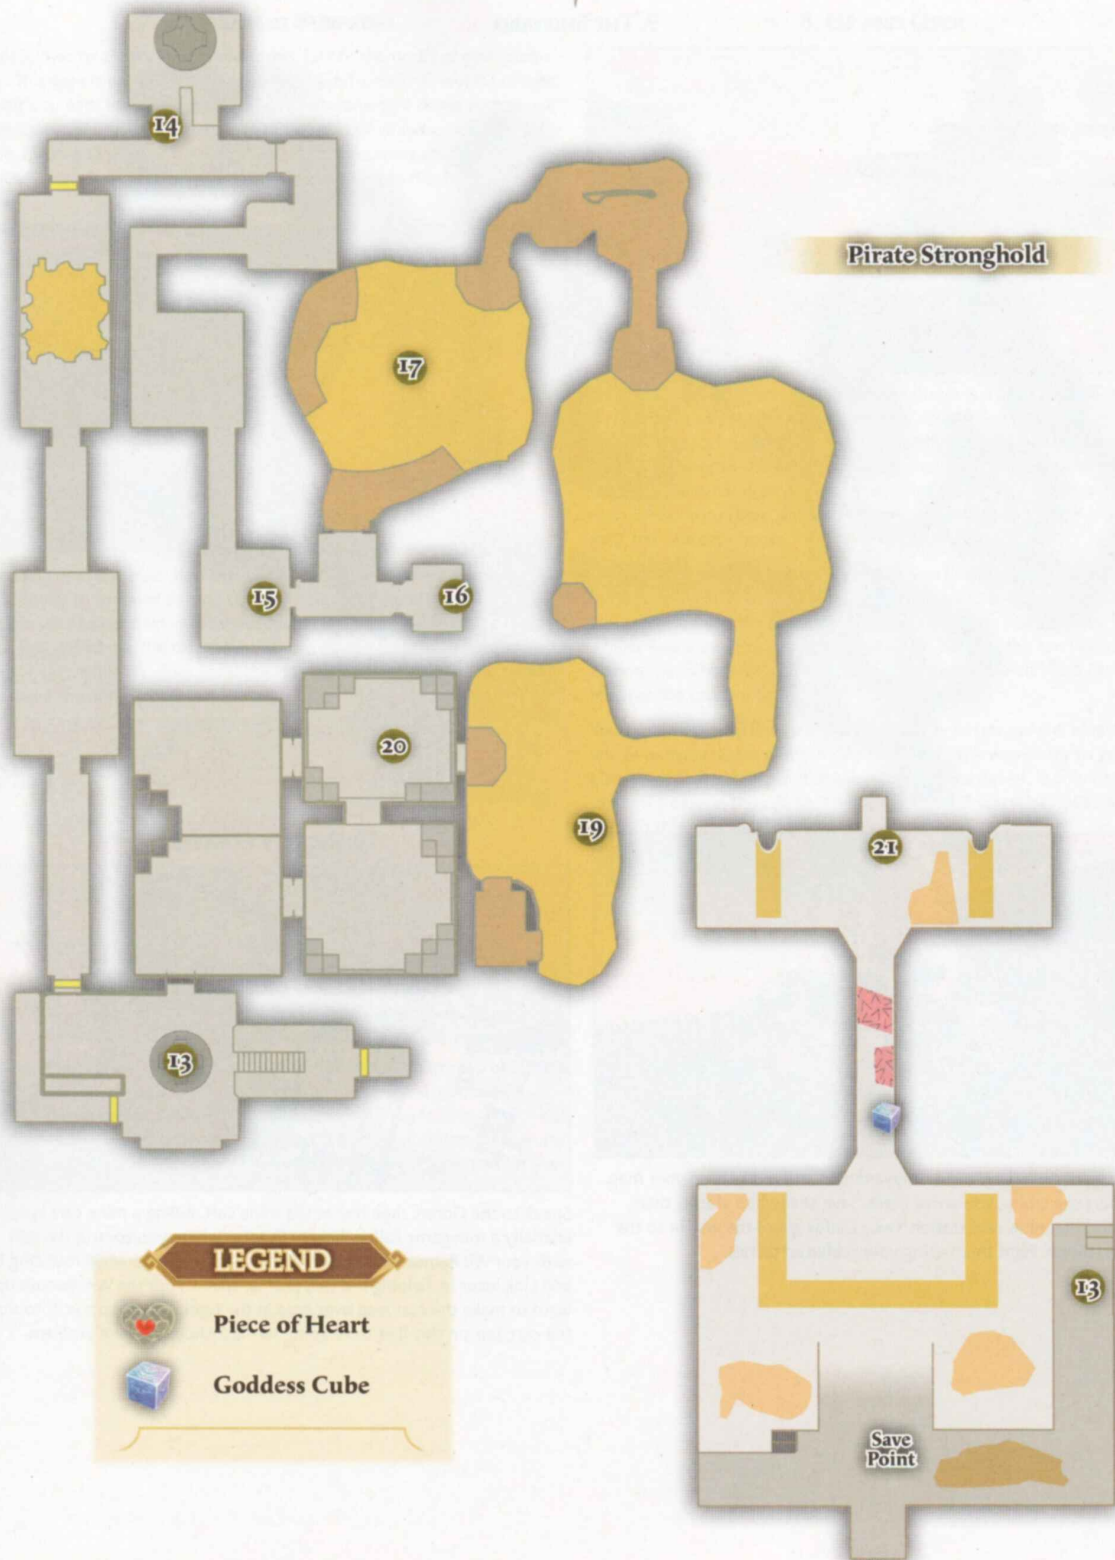 14
Pirate Stronghold
17
15
16
20
19
21
13
13
Save
Point
LEGEND
Piece of Heart
Goddess Cube